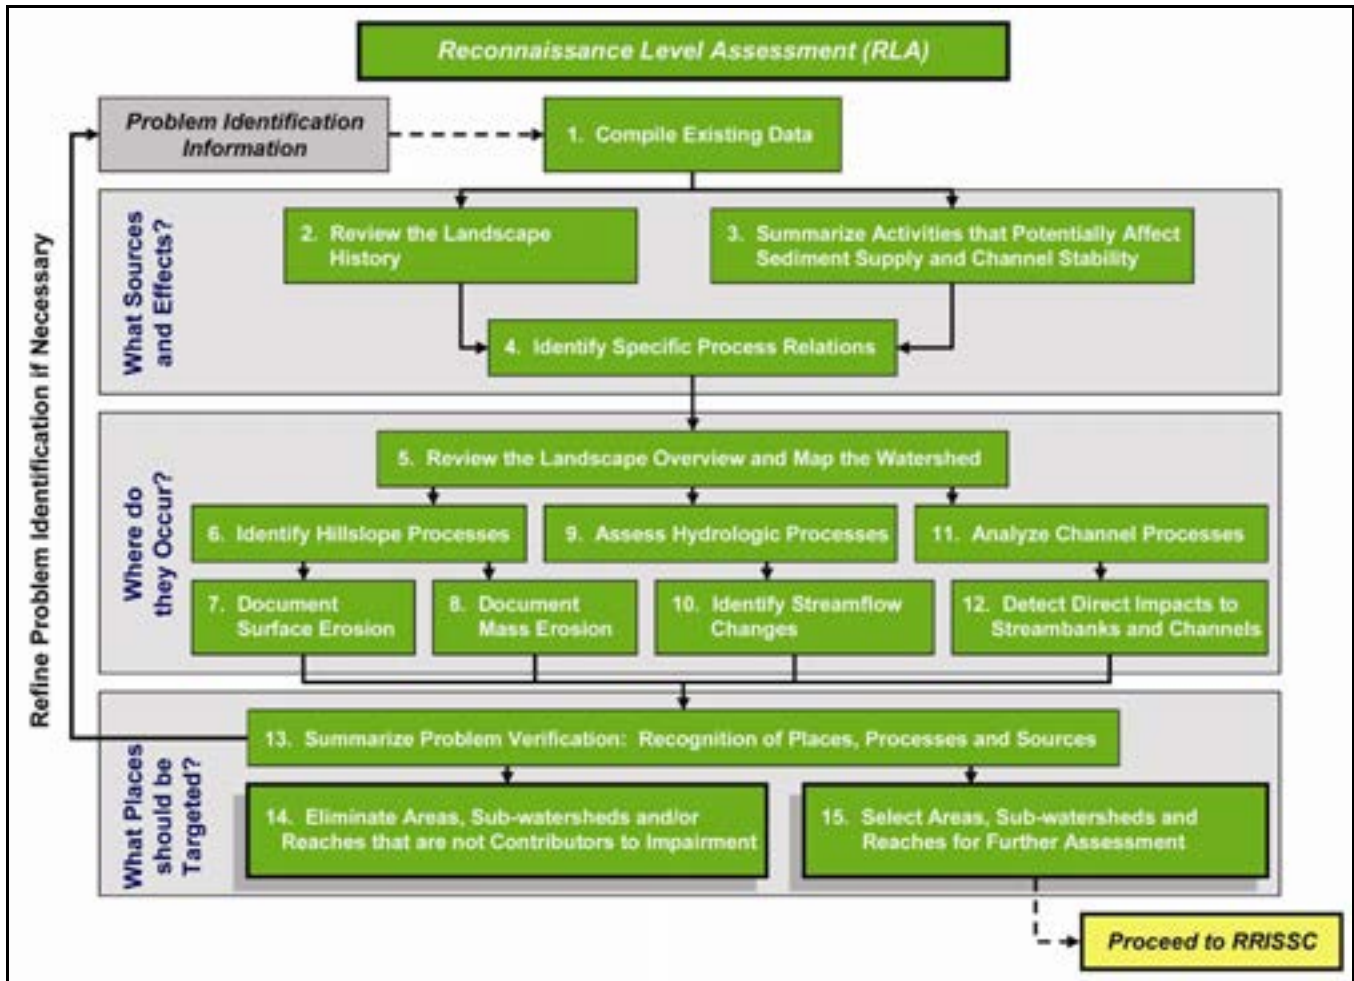 Reconnaissance Level Assessment (RLA)
Problem Identification
Information
1. Compile Existing Data
Refine Problem Identification if Necessary
What Sources
and Effects?
2. Review the Landscape
History
3. Summarize Activities that Potentially Affect
Sediment Supply and Channel Stability
4. Identify Specific Process Relations
Where do
they Occur?
5. Review the Landscape Overview and Map the Watershed
6. Identify Hillslope Processes
9. Assess Hydrologic Processes
11. Analyze Channel Processes
7. Document
Surface Erosion
8. Document
Mass Erosion
10. Identify Streamflow
Changes
12. Detect Direct Impacts to
Streambanks and Channels
What Places
should be
Targeted?
13. Summarize Problem Verification: Recognition of Places, Processes and Sources
14. Eliminate Areas, Sub-watersheds and/or
Reaches that are not Contributors to Impairment
15. Select Areas, Sub-watersheds and
Reaches for Further Assessment
Proceed to RRISSC